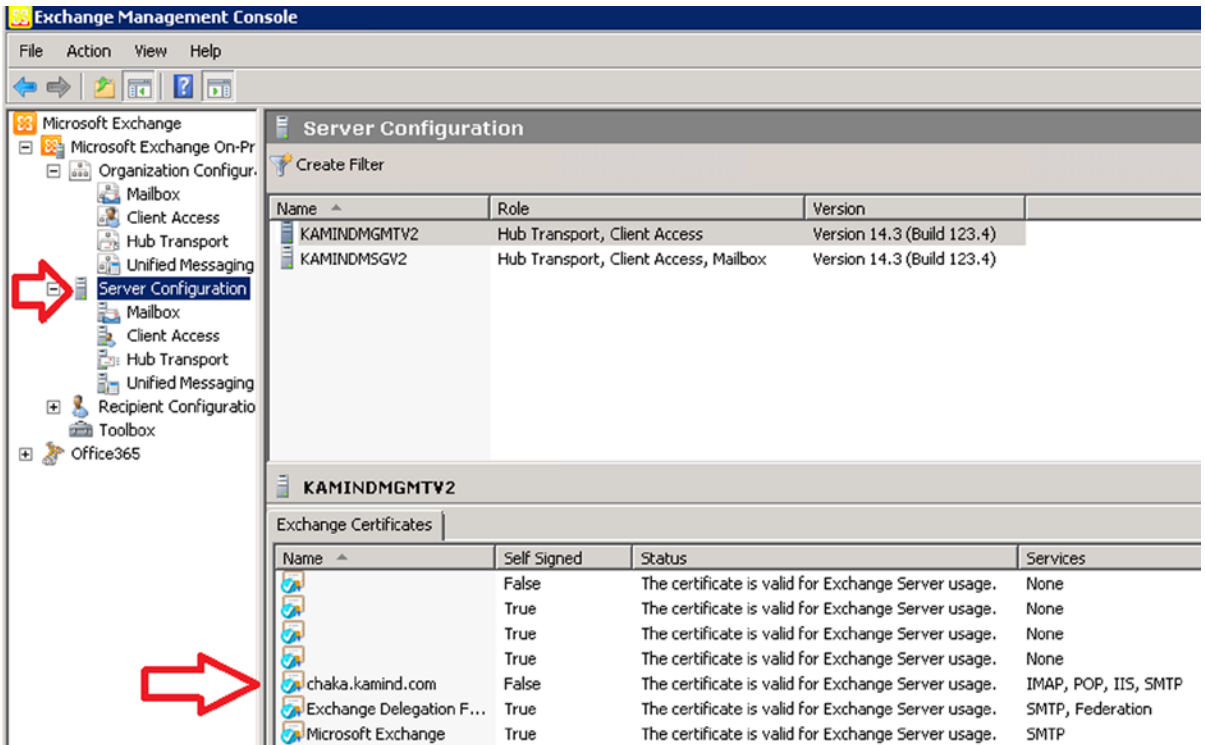 Exchange Management Console
File Action View Help
Microsoft Exchange
Microsoft Exchange On-Pr
Organization Configur
Mailbox
Client Access
Hub Transport
Unified Messaging
Server Configuration
Mailbox
Client Access
Hub Transport
Unified Messaging
Recipient Configuratio
Toolbox
Office365
Server Configuration
Create Filter
Name Role Version
KAMINDMGMTV2 Hub Transport, Client Access Version 14.3 (Build 123.4)
KAMINDMSGV2 Hub Transport, Client Access, Mailbox Version 14.3 (Build 123.4)
KAMINDMGMTV2
Exchange Certificates
Name Self Signed Status Services
False The certificate is valid for Exchange Server usage. None
True The certificate is valid for Exchange Server usage. None
True The certificate is valid for Exchange Server usage. None
True The certificate is valid for Exchange Server usage. None
chaka.kamind.com False The certificate is valid for Exchange Server usage. IMAP, POP, IIS, SMTP
Exchange Delegation F... True The certificate is valid for Exchange Server usage. SMTP, Federation
Microsoft Exchange True The certificate is valid for Exchange Server usage. SMTP